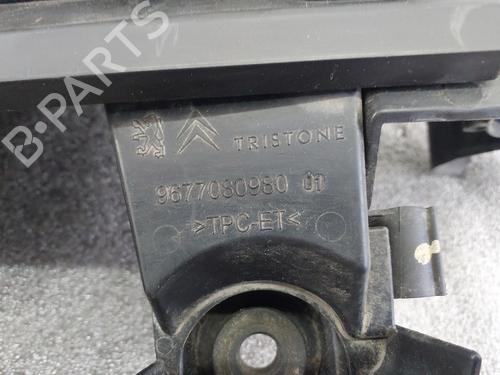 TRISTONE
9677080980 01
>TPC-ET<
B-PARTS